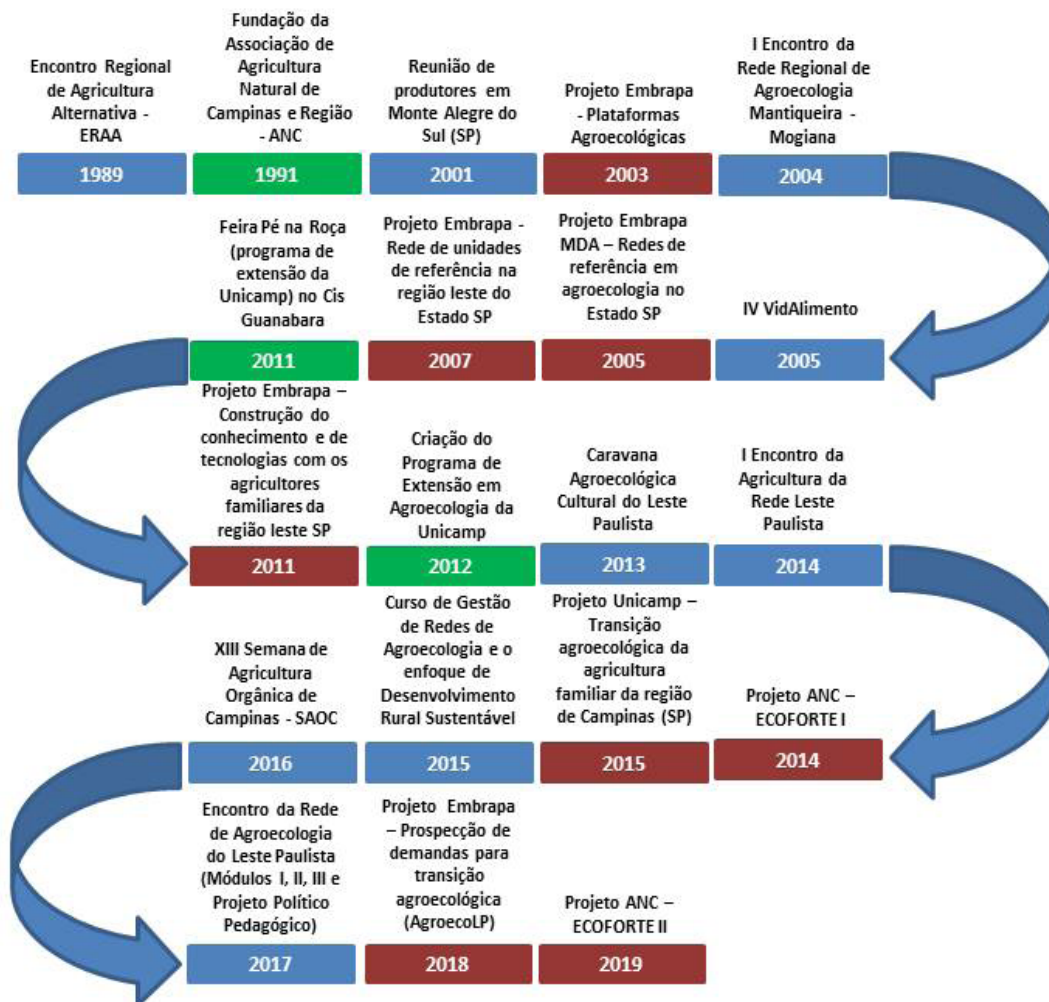 Encontro Regional
de Agricultura
Alternativa -
ERAA
1989
Fundação da
Associação de
Agricultura
Natural de
Campinas e Região
- ANC
1991
Reunião de
produtores em
Monte Alegre do
Sul (SP)
2001
Projeto Embrapa
- Plataformas
Agroecológicas
2003
I Encontro da
Rede Regional de
Agroecologia
Mantiqueira -
Mogiana
2004
IV VidAlimento
2005
Projeto Embrapa
MDA – Redes de
referência em
agroecologia no
Estado SP
2005
Projeto Embrapa -
Rede de unidades
de referência na
região leste do
Estado SP
2007
Feira Pé na Roça
(programa de
extensão da
Unicamp) no Cis
Guanabara
2011
Projeto Embrapa –
Construção do
conhecimento e de
tecnologias com os
agricultores
familiares da
região leste SP
2011
Criação do
Programa de
Extensão em
Agroecologia da
Unicamp
2012
Caravana
Agroecológica
Cultural do Leste
Paulista
2013
I Encontro da
Agricultura da
Rede Leste
Paulista
2014
Projeto ANC –
ECOFORTE I
2014
Projeto Unicamp –
Transição
agroecológica da
agricultura
familiar da região
de Campinas (SP)
2015
Curso de Gestão
de Redes de
Agroecologia e o
enfoque de
Desenvolvimento
Rural Sustentável
2015
XIII Semana de
Agricultura
Orgânica de
Campinas - SAOC
2016
Encontro da Rede
de Agroecologia
do Leste Paulista
(Módulos I, II, III e
Projeto Político
Pedagógico)
2017
Projeto Embrapa
– Prospecção de
demandas para
transição
agroecológica
(AgroecoLP)
2018
Projeto ANC –
ECOFORTE II
2019